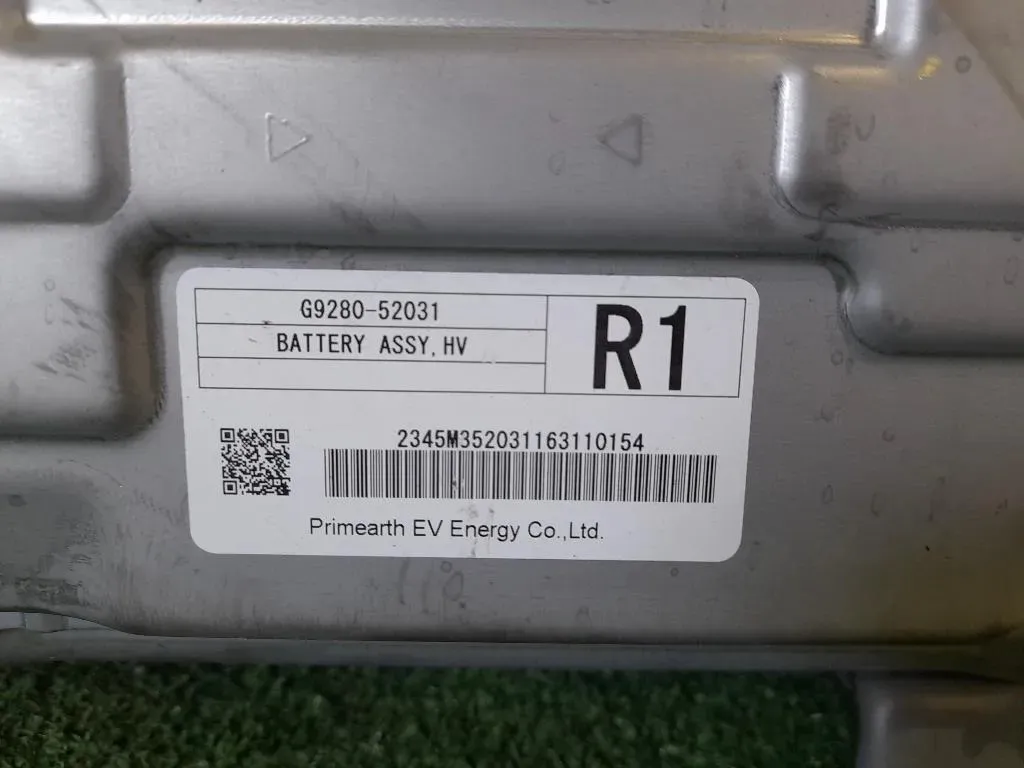 G9280-52031
BATTERY ASSY,HV
R1
2345M352031163110154
Primearth EV Energy Co.,Ltd.